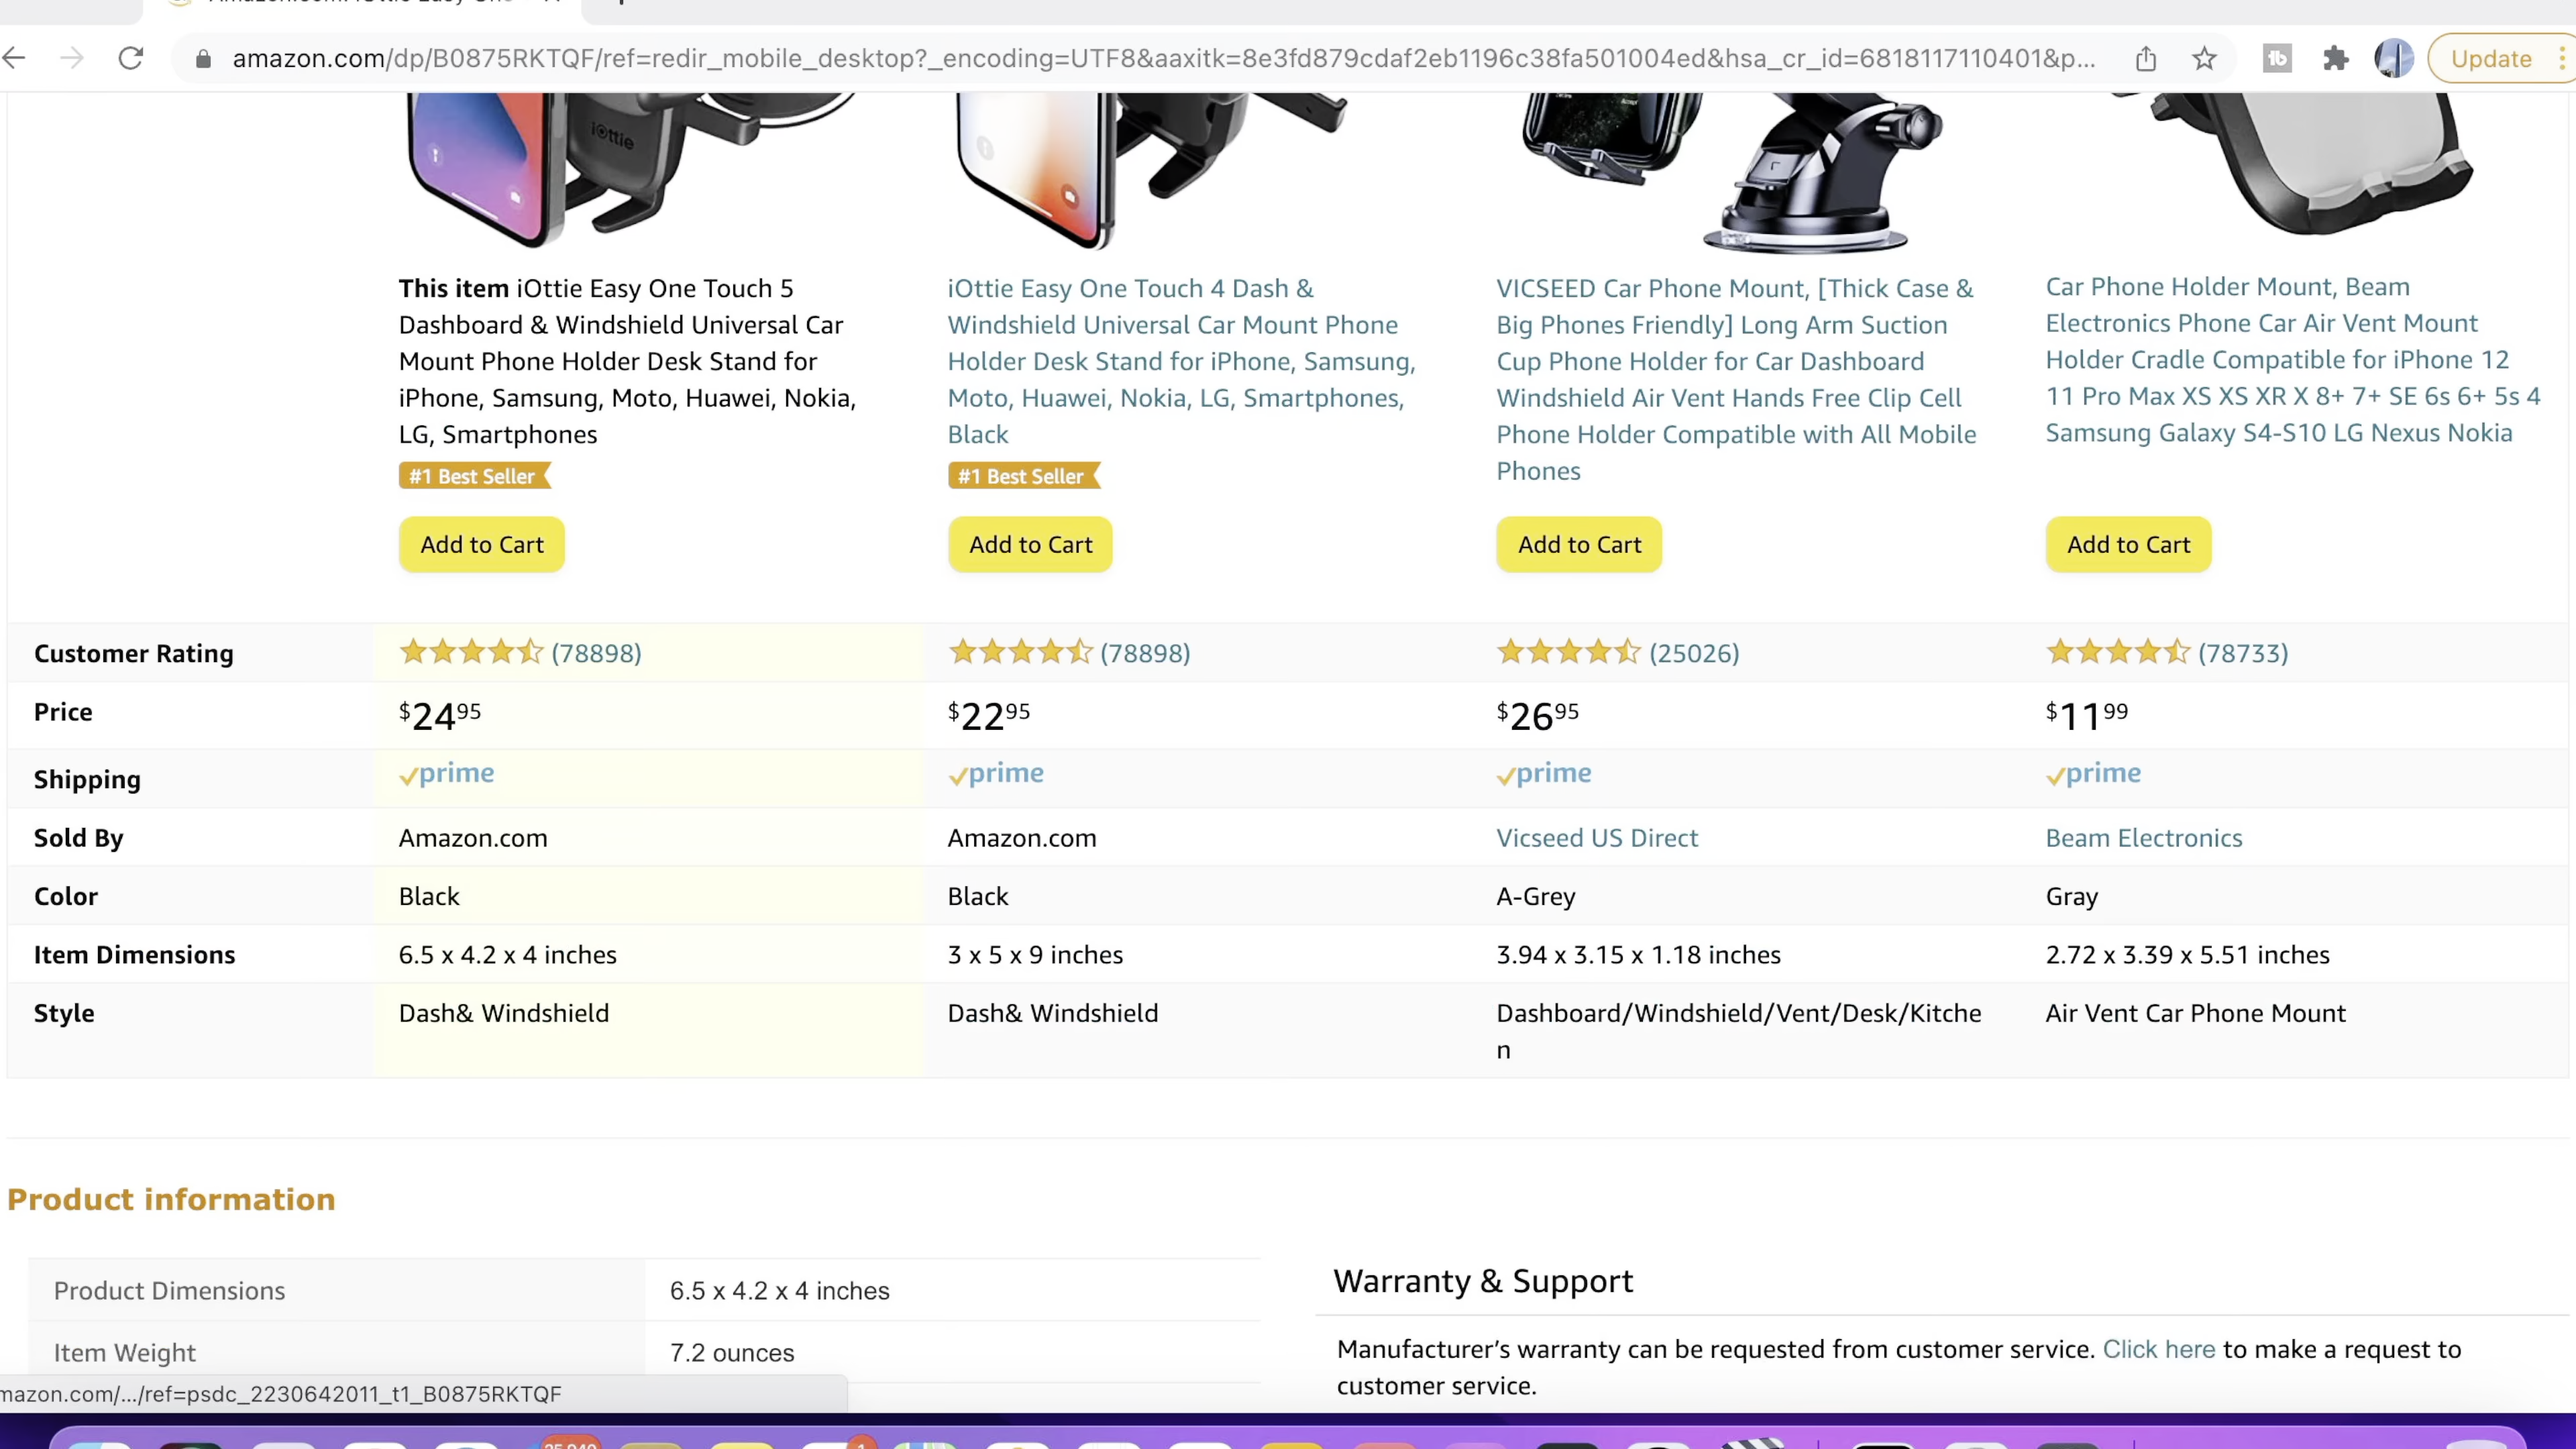 amazon.com/dp/B0875RKTQF/ref=redir_mobile_desktop?_encoding=UTF8&aaxitk=8e3fd879cdaf2eb1196c38fa501004ed&hsa_cr_id=6818117110401&p...
Update
iOttie
This item iOttie Easy One Touch 5
Dashboard & Windshield Universal Car
Mount Phone Holder Desk Stand for
iPhone, Samsung, Moto, Huawei, Nokia,
LG, Smartphones
#1 Best Seller
Add to Cart
iOttie Easy One Touch 4 Dash &
Windshield Universal Car Mount Phone
Holder Desk Stand for iPhone, Samsung,
Moto, Huawei, Nokia, LG, Smartphones,
Black
#1 Best Seller
Add to Cart
VICSEED Car Phone Mount, [Thick Case &
Big Phones Friendly] Long Arm Suction
Cup Phone Holder for Car Dashboard
Windshield Air Vent Hands Free Clip Cell
Phone Holder Compatible with All Mobile
Phones
Add to Cart
Car Phone Holder Mount, Beam
Electronics Phone Car Air Vent Mount
Holder Cradle Compatible for iPhone 12
11 Pro Max XS XS XR X 8+ 7+ SE 6s 6+ 5s 4
Samsung Galaxy S4-S10 LG Nexus Nokia
Add to Cart
Customer Rating (78898) (78898) (25026) (78733)
Price $24.95 $22.95 $26.95 $11.99
Shipping prime prime prime prime
Sold By Amazon.com Amazon.com Vicseed US Direct Beam Electronics
Color Black Black A-Grey Gray
Item Dimensions 6.5 x 4.2 x 4 inches 3 x 5 x 9 inches 3.94 x 3.15 x 1.18 inches 2.72 x 3.39 x 5.51 inches
Style Dash& Windshield Dash& Windshield Dashboard/Windshield/Vent/Desk/Kitche Air Vent Car Phone Mount
n
Product information
Product Dimensions 6.5 x 4.2 x 4 inches
Item Weight 7.2 ounces
Warranty & Support
Manufacturer's warranty can be requested from customer service. Click here to make a request to
customer service.
mazon.com/.../ref=psdc_2230642011_t1_B0875RKTQF